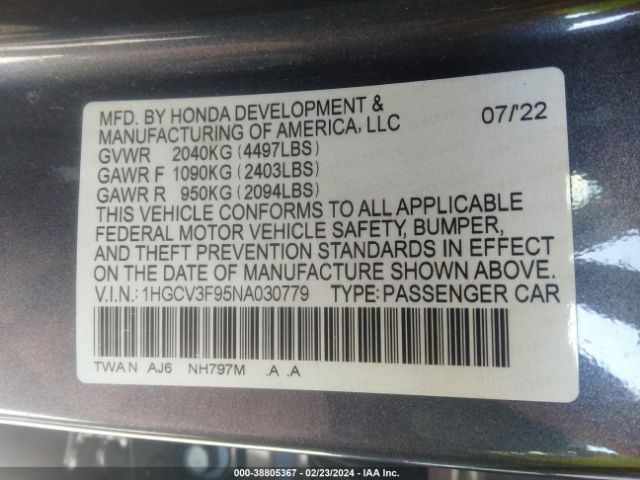 MFD. BY HONDA DEVELOPMENT &
MANUFACTURING OF AMERICA, LLC 07/'22
GVWR 2040KG (4497LBS)
GAWR F 1090KG (2403LBS)
GAWR R 950KG (2094LBS)
THIS VEHICLE CONFORMS TO ALL APPLICABLE
FEDERAL MOTOR VEHICLE SAFETY, BUMPER,
AND THEFT PREVENTION STANDARDS IN EFFECT
ON THE DATE OF MANUFACTURE SHOWN ABOVE.
V.I.N.: 1HGCV3F95NA030779 TYPE: PASSENGER CAR
TWA N AJ6 NH797M .A .A
000-38805367 - 02/23/2024 - IAA Inc.